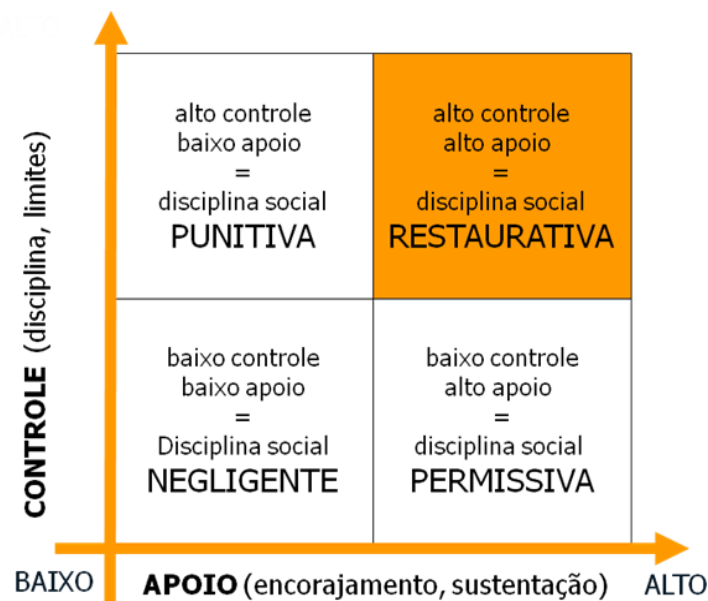 alto controle
baixo apoio
=
disciplina social
PUNITIVA
alto controle
alto apoio
=
disciplina social
RESTAURATIVA
baixo controle
baixo apoio
=
Disciplina social
NEGLIGENTE
baixo controle
alto apoio
=
disciplina social
PERMISSIVA
CONTROLE (disciplina, limites)
BAIXO
APOIO (encorajamento, sustentação)
ALTO